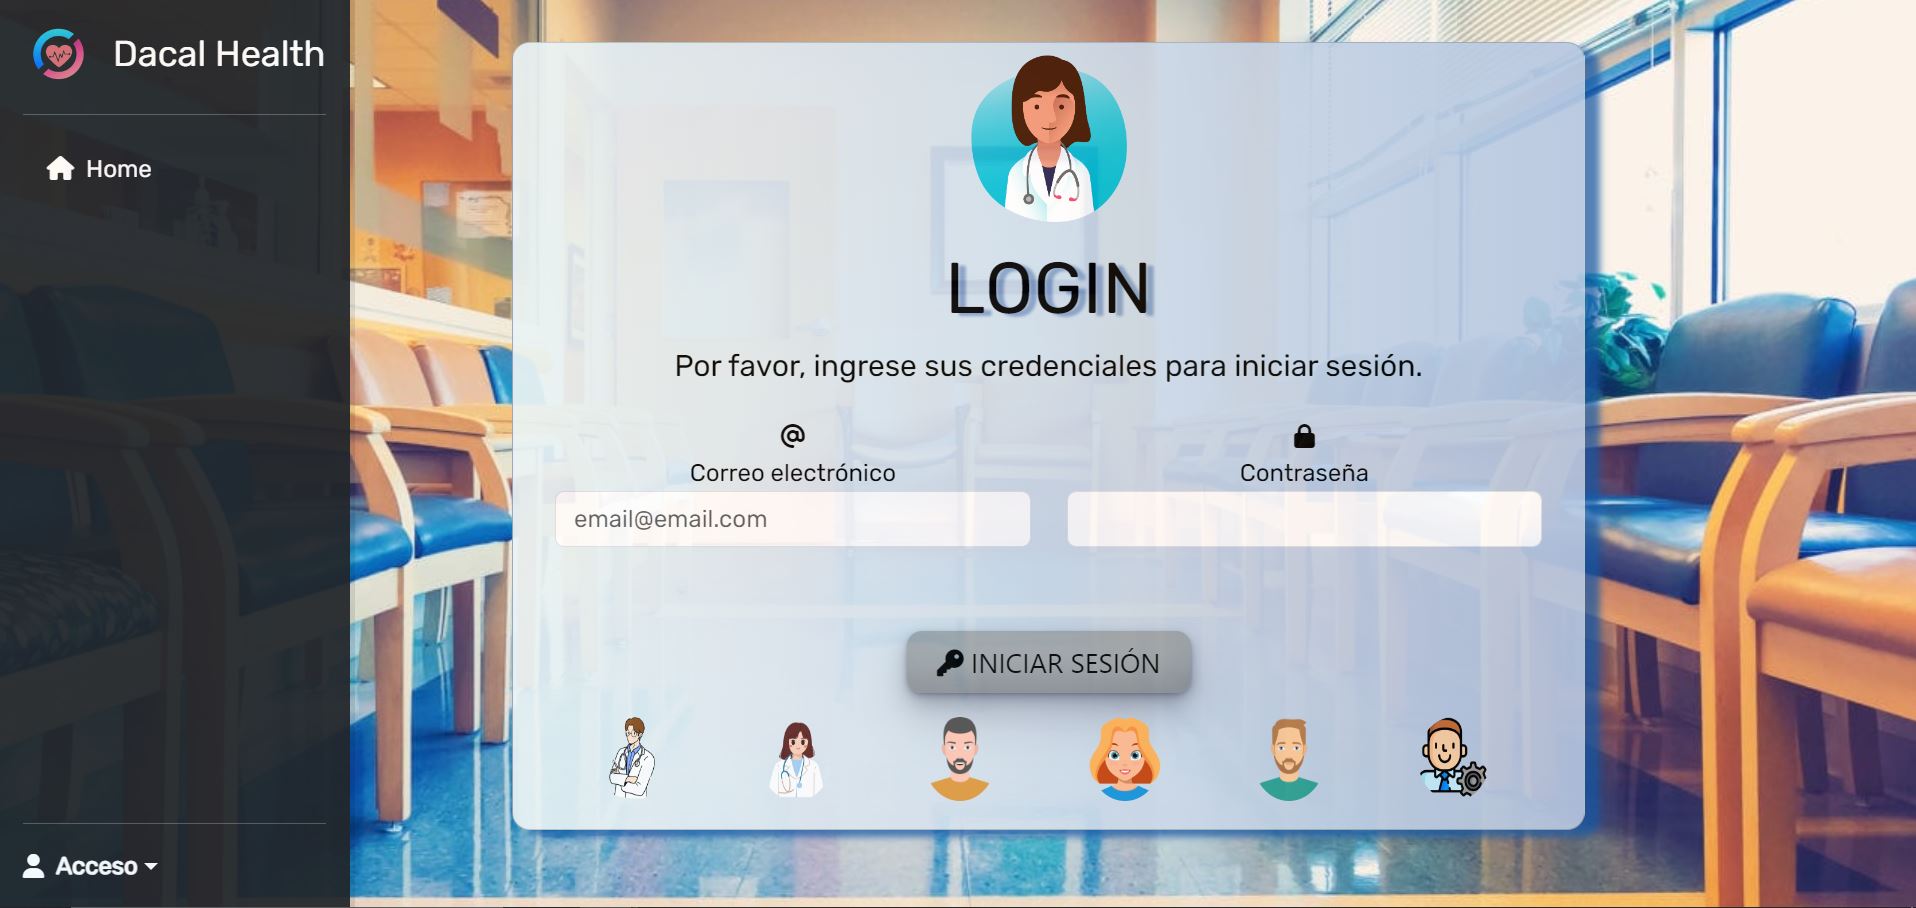 Dacal Health
Home
LOGIN
Por favor, ingrese sus credenciales para iniciar sesión.
@
Correo electrónico
Contraseña
email@email.com
INICIAR SESIÓN
Acceso